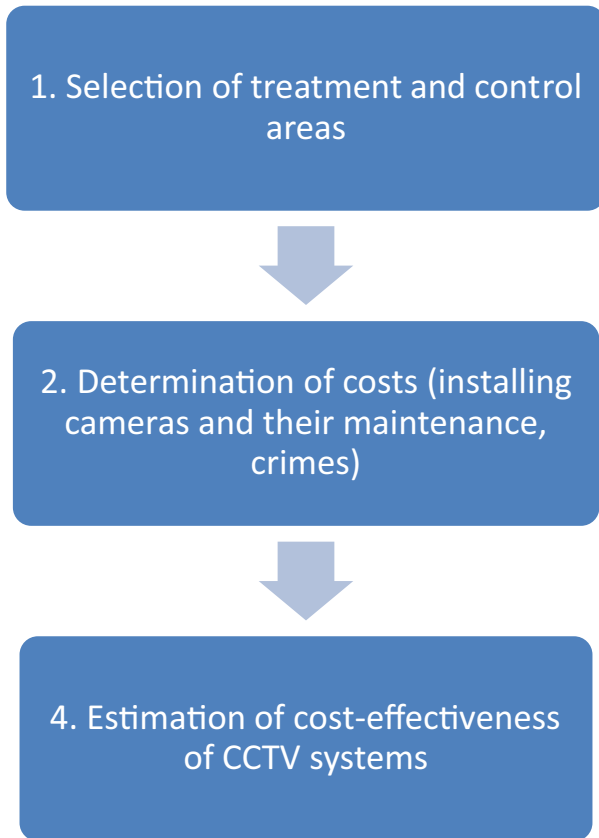 1. Selection of treatment and control
areas
2. Determination of costs (installing
cameras and their maintenance,
crimes)
4. Estimation of cost-effectiveness
of CCTV systems